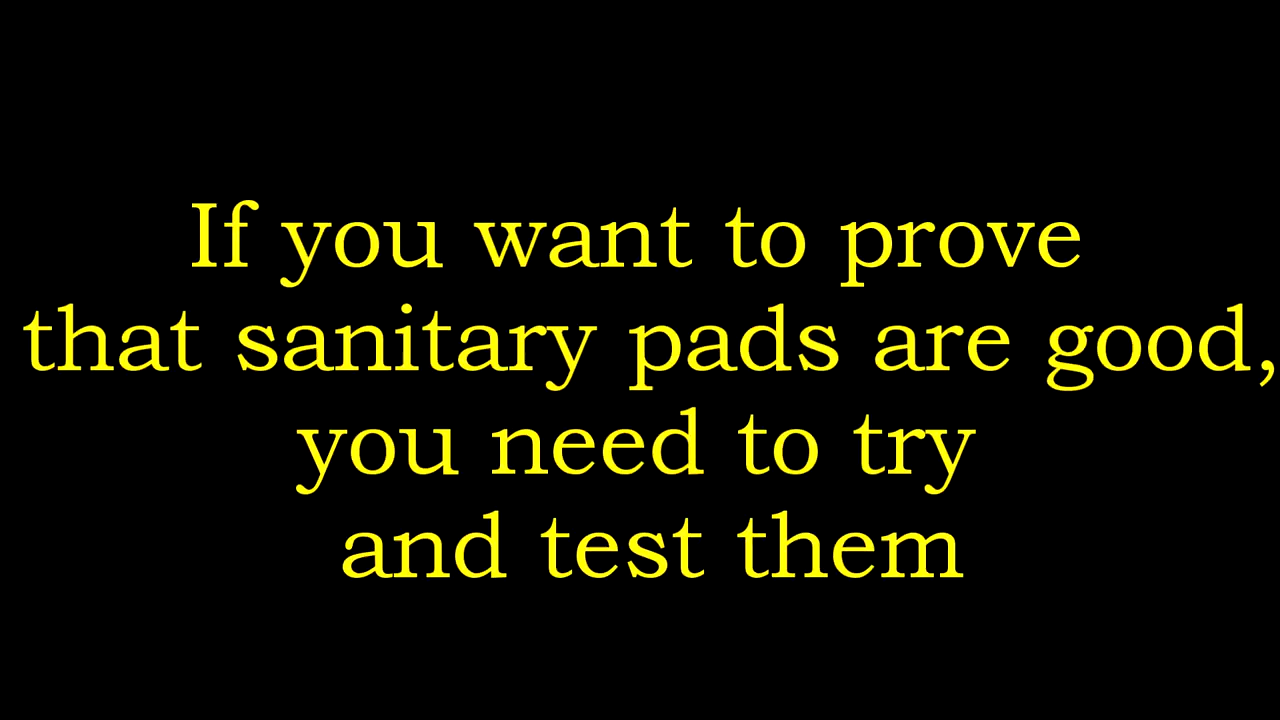 If you want to prove
that sanitary pads are good,
you need to try
and test them